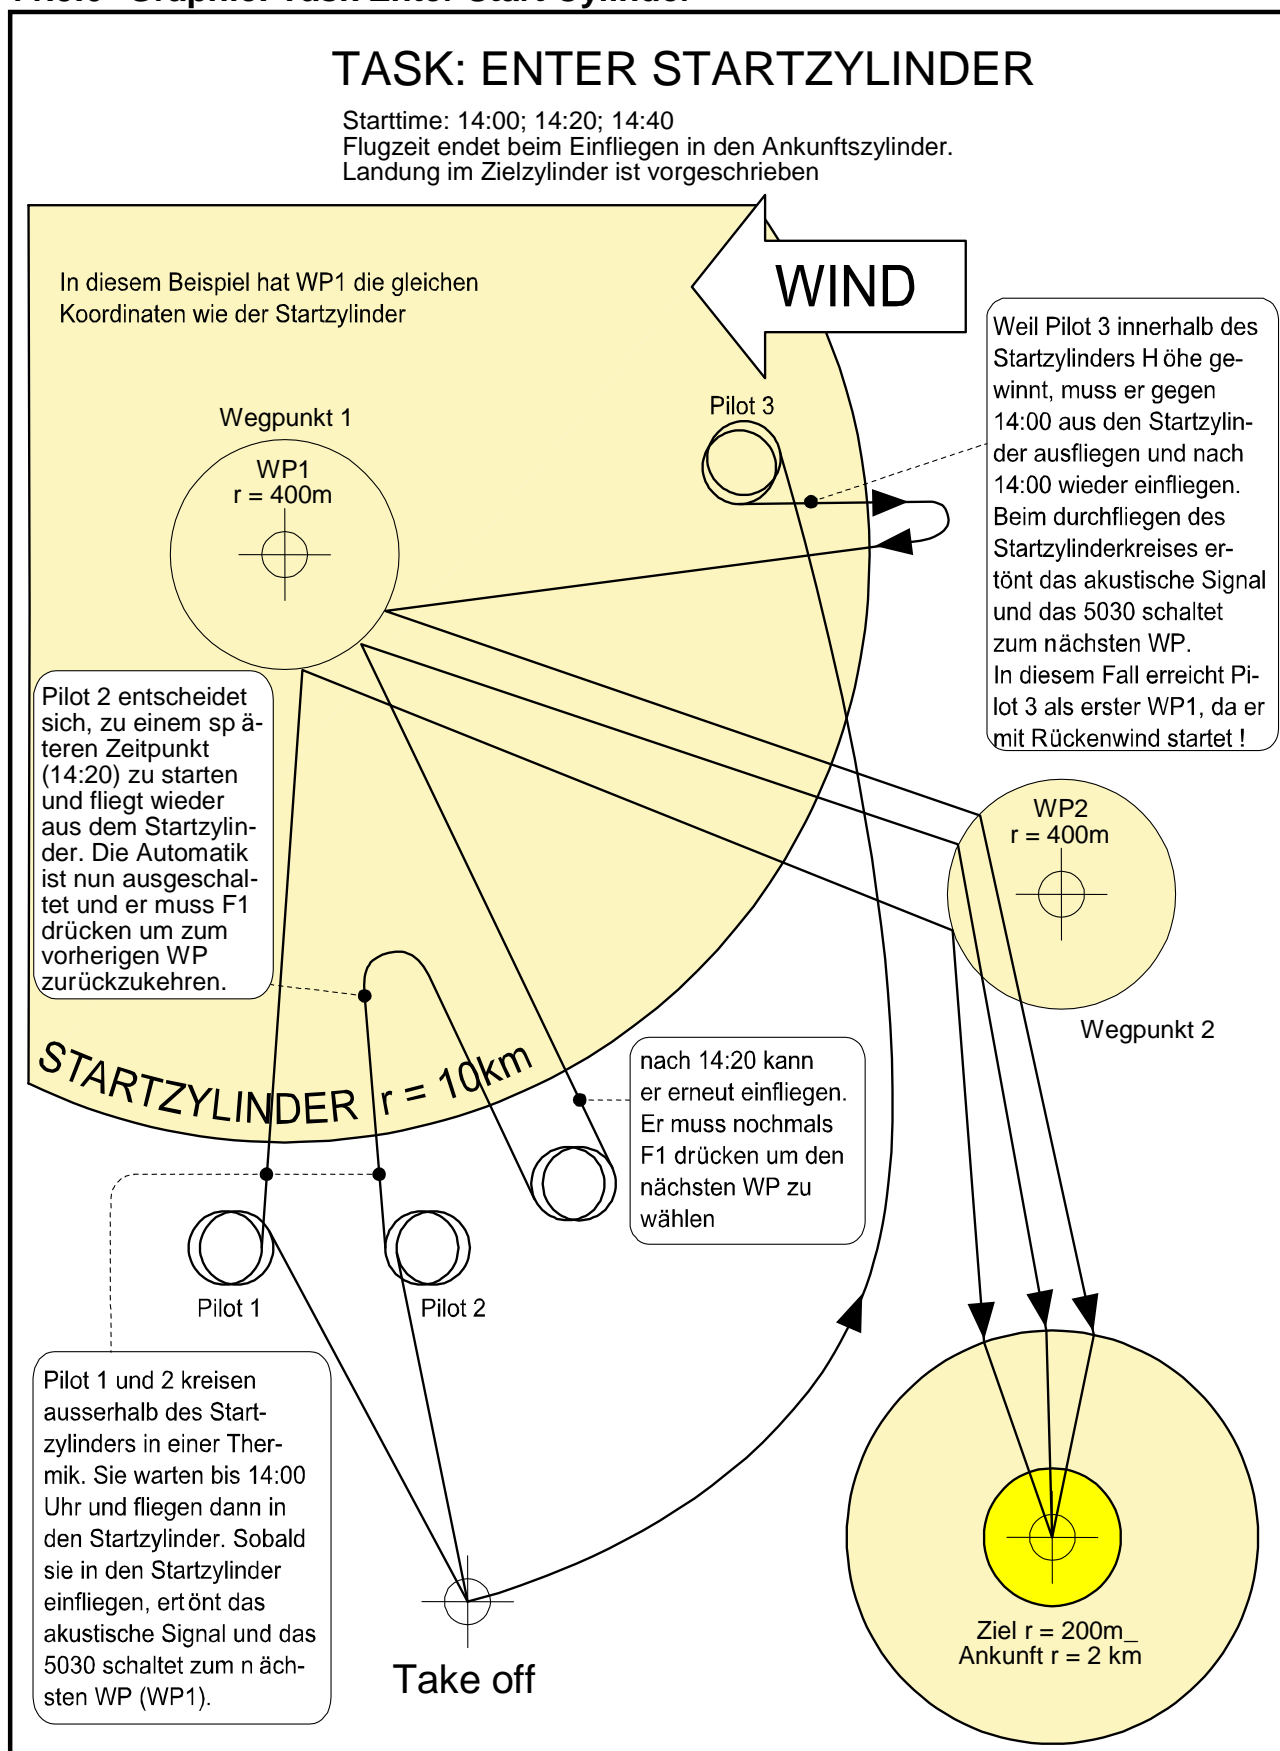 TASK: ENTER STARTZYLINDER
Starttime: 14:00; 14:20; 14:40
Flugzeit endet beim Einfliegen in den Ankunftszylinder.
Landung im Zielzylinder ist vorgeschrieben
WIND
In diesem Beispiel hat WP1 die gleichen
Koordinaten wie der Startzylinder
Weil Pilot 3 innerhalb des
Startzylinders H öhe ge-
winnt, muss er gegen
14:00 aus den Startzylin-
der ausfliegen und nach
14:00 wieder einfliegen.
Beim durchfliegen des
Startzylinderkreises er-
tönt das akustische Signal
und das 5030 schaltet
zum nächsten WP.
In diesem Fall erreicht Pi-
lot 3 als erster WP1, da er
mit Rückenwind startet !
Pilot 3
Wegpunkt 1
WP1
r = 400m
Pilot 2 entscheidet
sich, zu einem sp ä-
teren Zeitpunkt
(14:20) zu starten
und fliegt wieder
aus dem Startzylin-
der. Die Automatik
ist nun ausgeschal-
tet und er muss F1
drücken um zum
vorherigen WP
zurückzukehren.
WP2
r = 400m
Wegpunkt 2
STARTZYLINDER r = 10km
nach 14:20 kann
er erneut einfliegen.
Er muss nochmals
F1 drücken um den
nächsten WP zu
wählen
Pilot 1
Pilot 2
Pilot 1 und 2 kreisen
ausserhalb des Start-
zylinders in einer Ther-
mik. Sie warten bis 14:00
Uhr und fliegen dann in
den Startzylinder. Sobald
sie in den Startzylinder
einfliegen, ert önt das
akustische Signal und das
5030 schaltet zum n äch-
sten WP (WP1).
Take off
Ziel r = 200m_
Ankunft r = 2 km